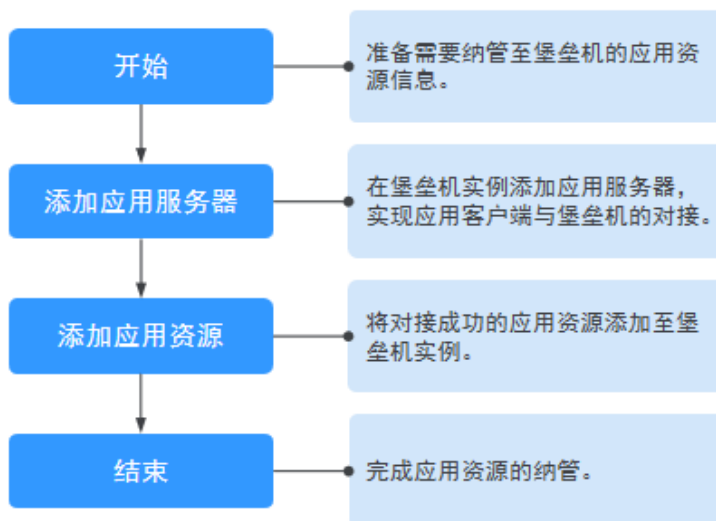 开始
准备需要纳管至堡垒机的应用资
源信息。
添加应用服务器
在堡垒机实例添加应用服务器，
实现应用客户端与堡垒机的对接。
添加应用资源
将对接成功的应用资源添加至堡
垒机实例。
结束
完成应用资源的纳管。